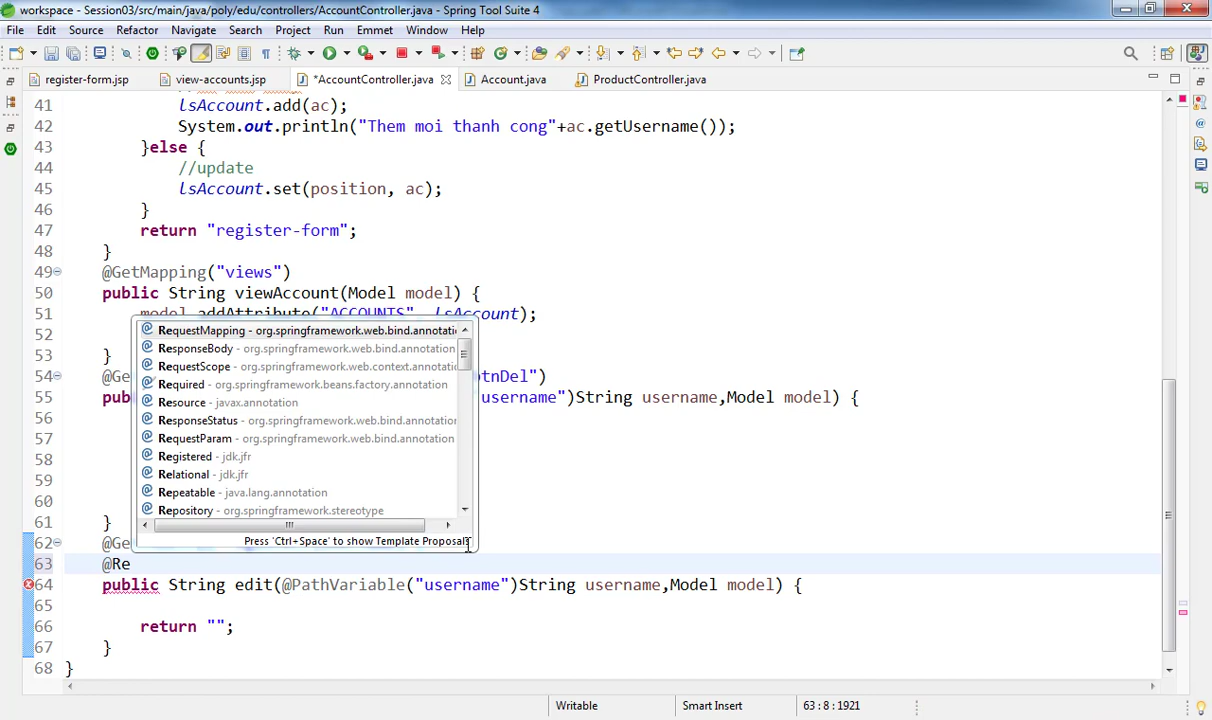 workspace - Session03/src/main/java/poly/edu/controllers/AccountController.java - Spring Tool Suite 4
File Edit Source Refactor Navigate Search Project Run Emmet Window Help
register-form.jsp view-accounts.jsp *AccountController.java Account.java ProductController.java
41 lsAccount.add(ac);
42 System.out.println("Them moi thanh cong"+ac.getUsername());
43 }else {
44 //update
45 lsAccount.set(position, ac);
46 }
47 return "register-form";
48 }
49 @GetMapping("views")
50 public String viewAccount(Model model) {
51 model.addAttribute("ACCOUNTS", lsAccount);
52
53 }
54 @Ge tnDel")
55 pub username")String username,Model model) {
56
57
58
59
60
61 }
62 @Ge
63 @Re
64 public String edit(@PathVariable("username")String username,Model model) {
65
66 return "";
67 }
68 }
RequestMapping - org.springframework.web.bind.annotati
ResponseBody - org.springframework.web.bind.annotation
RequestScope - org.springframework.web.context.annotati
Required - org.springframework.beans.factory.annotation
Resource - javax.annotation
ResponseStatus - org.springframework.web.bind.annotati
RequestParam - org.springframework.web.bind.annotation
Registered - jdk.jfr
Relational - jdk.jfr
Repeatable - java.lang.annotation
Repository - org.springframework.stereotype
Press 'Ctrl+Space' to show Template Proposals
Writable Smart Insert 63 : 8 : 1921